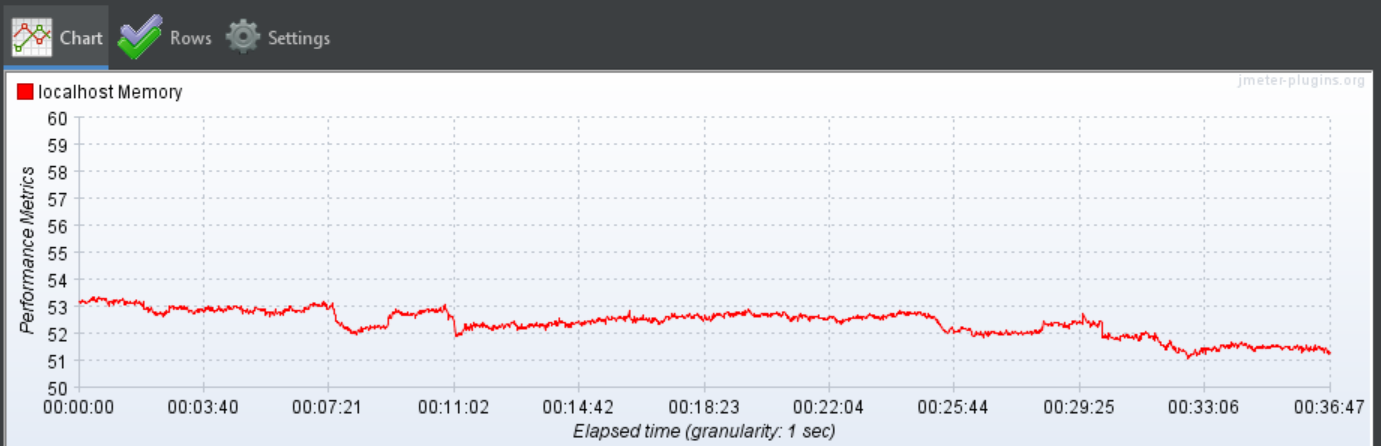 Chart Rows Settings
jmeter-plugins.org
localhost Memory
60
59
58
57
56
55
54
53
52
51
50
Performance Metrics
00:00:00 00:03:40 00:07:21 00:11:02 00:14:42 00:18:23 00:22:04 00:25:44 00:29:25 00:33:06 00:36:47
Elapsed time (granularity: 1 sec)